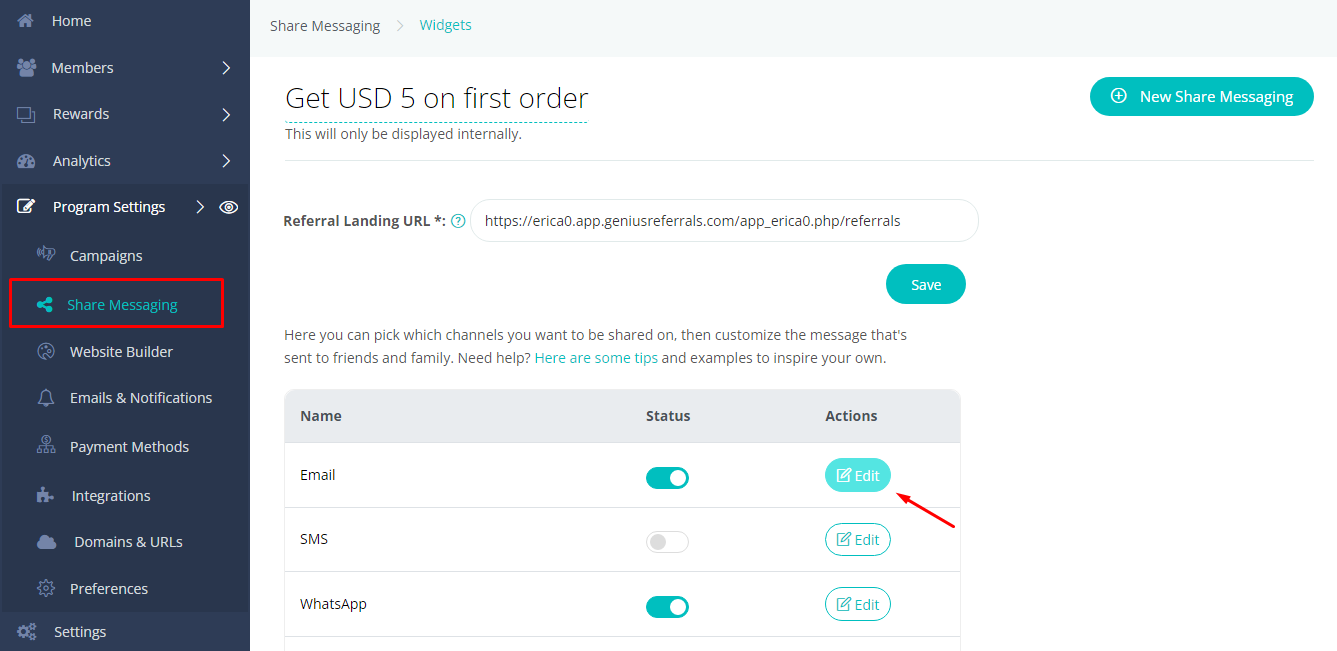 Home
Members
Rewards
Analytics
Program Settings
Campaigns
Share Messaging
Website Builder
Emails & Notifications
Payment Methods
Integrations
Domains & URLs
Preferences
Settings
Share Messaging > Widgets
Get USD 5 on first order
New Share Messaging
This will only be displayed internally.
Referral Landing URL *: ? https://erica0.app.geniusreferrals.com/app_erica0.php/referrals
Save
Here you can pick which channels you want to be shared on, then customize the message that's
sent to friends and family. Need help? Here are some tips and examples to inspire your own.
Name Status Actions
Email Edit
SMS Edit
WhatsApp Edit